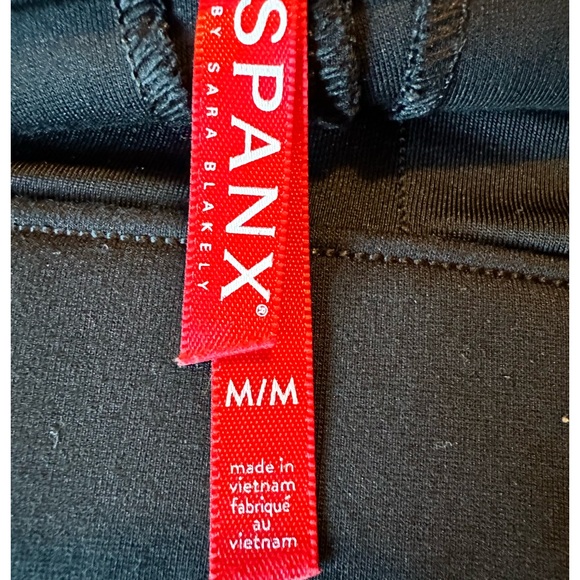 SPANX®
BY SARA BLAKELY
M/M
made in
vietnam
fabriqué
au
vietnam